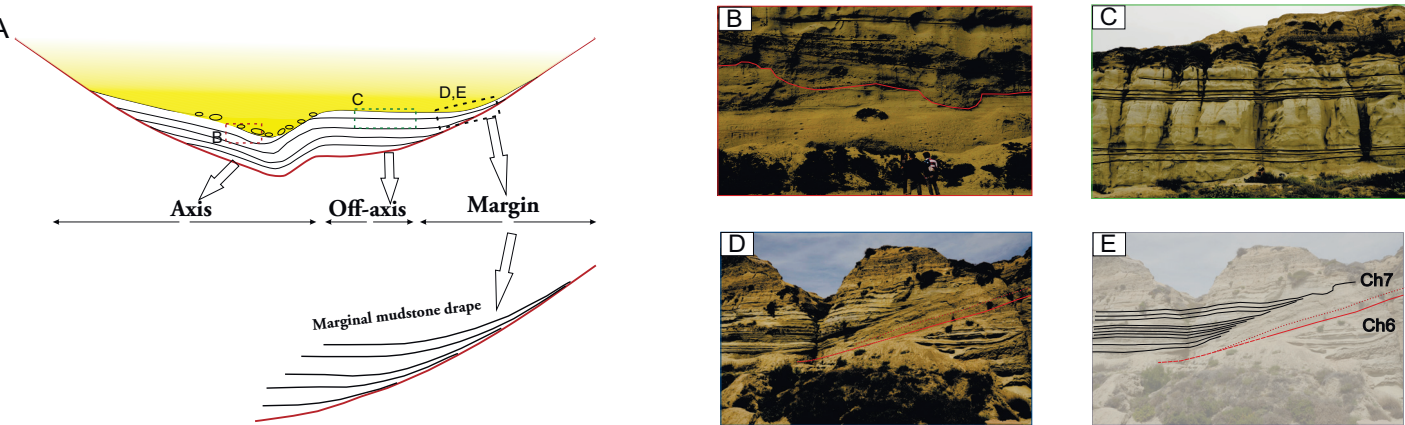 A
B
C
D,E
Axis
Off-axis
Margin
Marginal mudstone drape
B
C
D
E
Ch7
Ch6